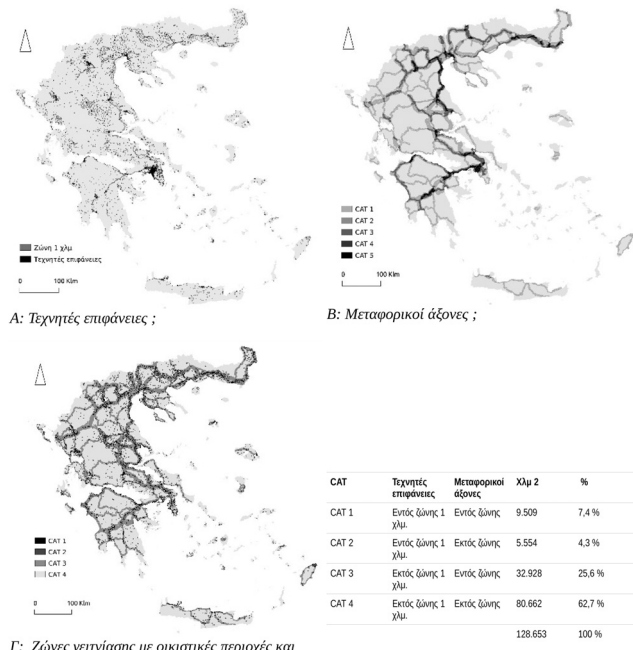 Ζώνη 1 χλμ
Τεχνητές επιφάνειες
0 100 Klm
Α: Τεχνητές επιφάνειες ;
CAT 1
CAT 2
CAT 3
CAT 4
CAT 5
0 100 Klm
Β: Μεταφορικοί άξονες ;
CAT 1
CAT 2
CAT 3
CAT 4
0 100 Klm
Γ: Ζώνες γειτνίασης με οικιστικές περιοχές και
CAT Τεχνητές επιφάνειες Μεταφορικοί άξονες Χλμ 2 %
CAT 1 Εντός ζώνης 1 χλμ. Εντός ζώνης 9.509 7,4 %
CAT 2 Εντός ζώνης 1 χλμ. Εκτός ζώνης 5.554 4,3 %
CAT 3 Εκτός ζώνης 1 χλμ. Εντός ζώνης 32.928 25,6 %
CAT 4 Εκτός ζώνης 1 χλμ. Εκτός ζώνης 80.662 62,7 %
128.653 100 %